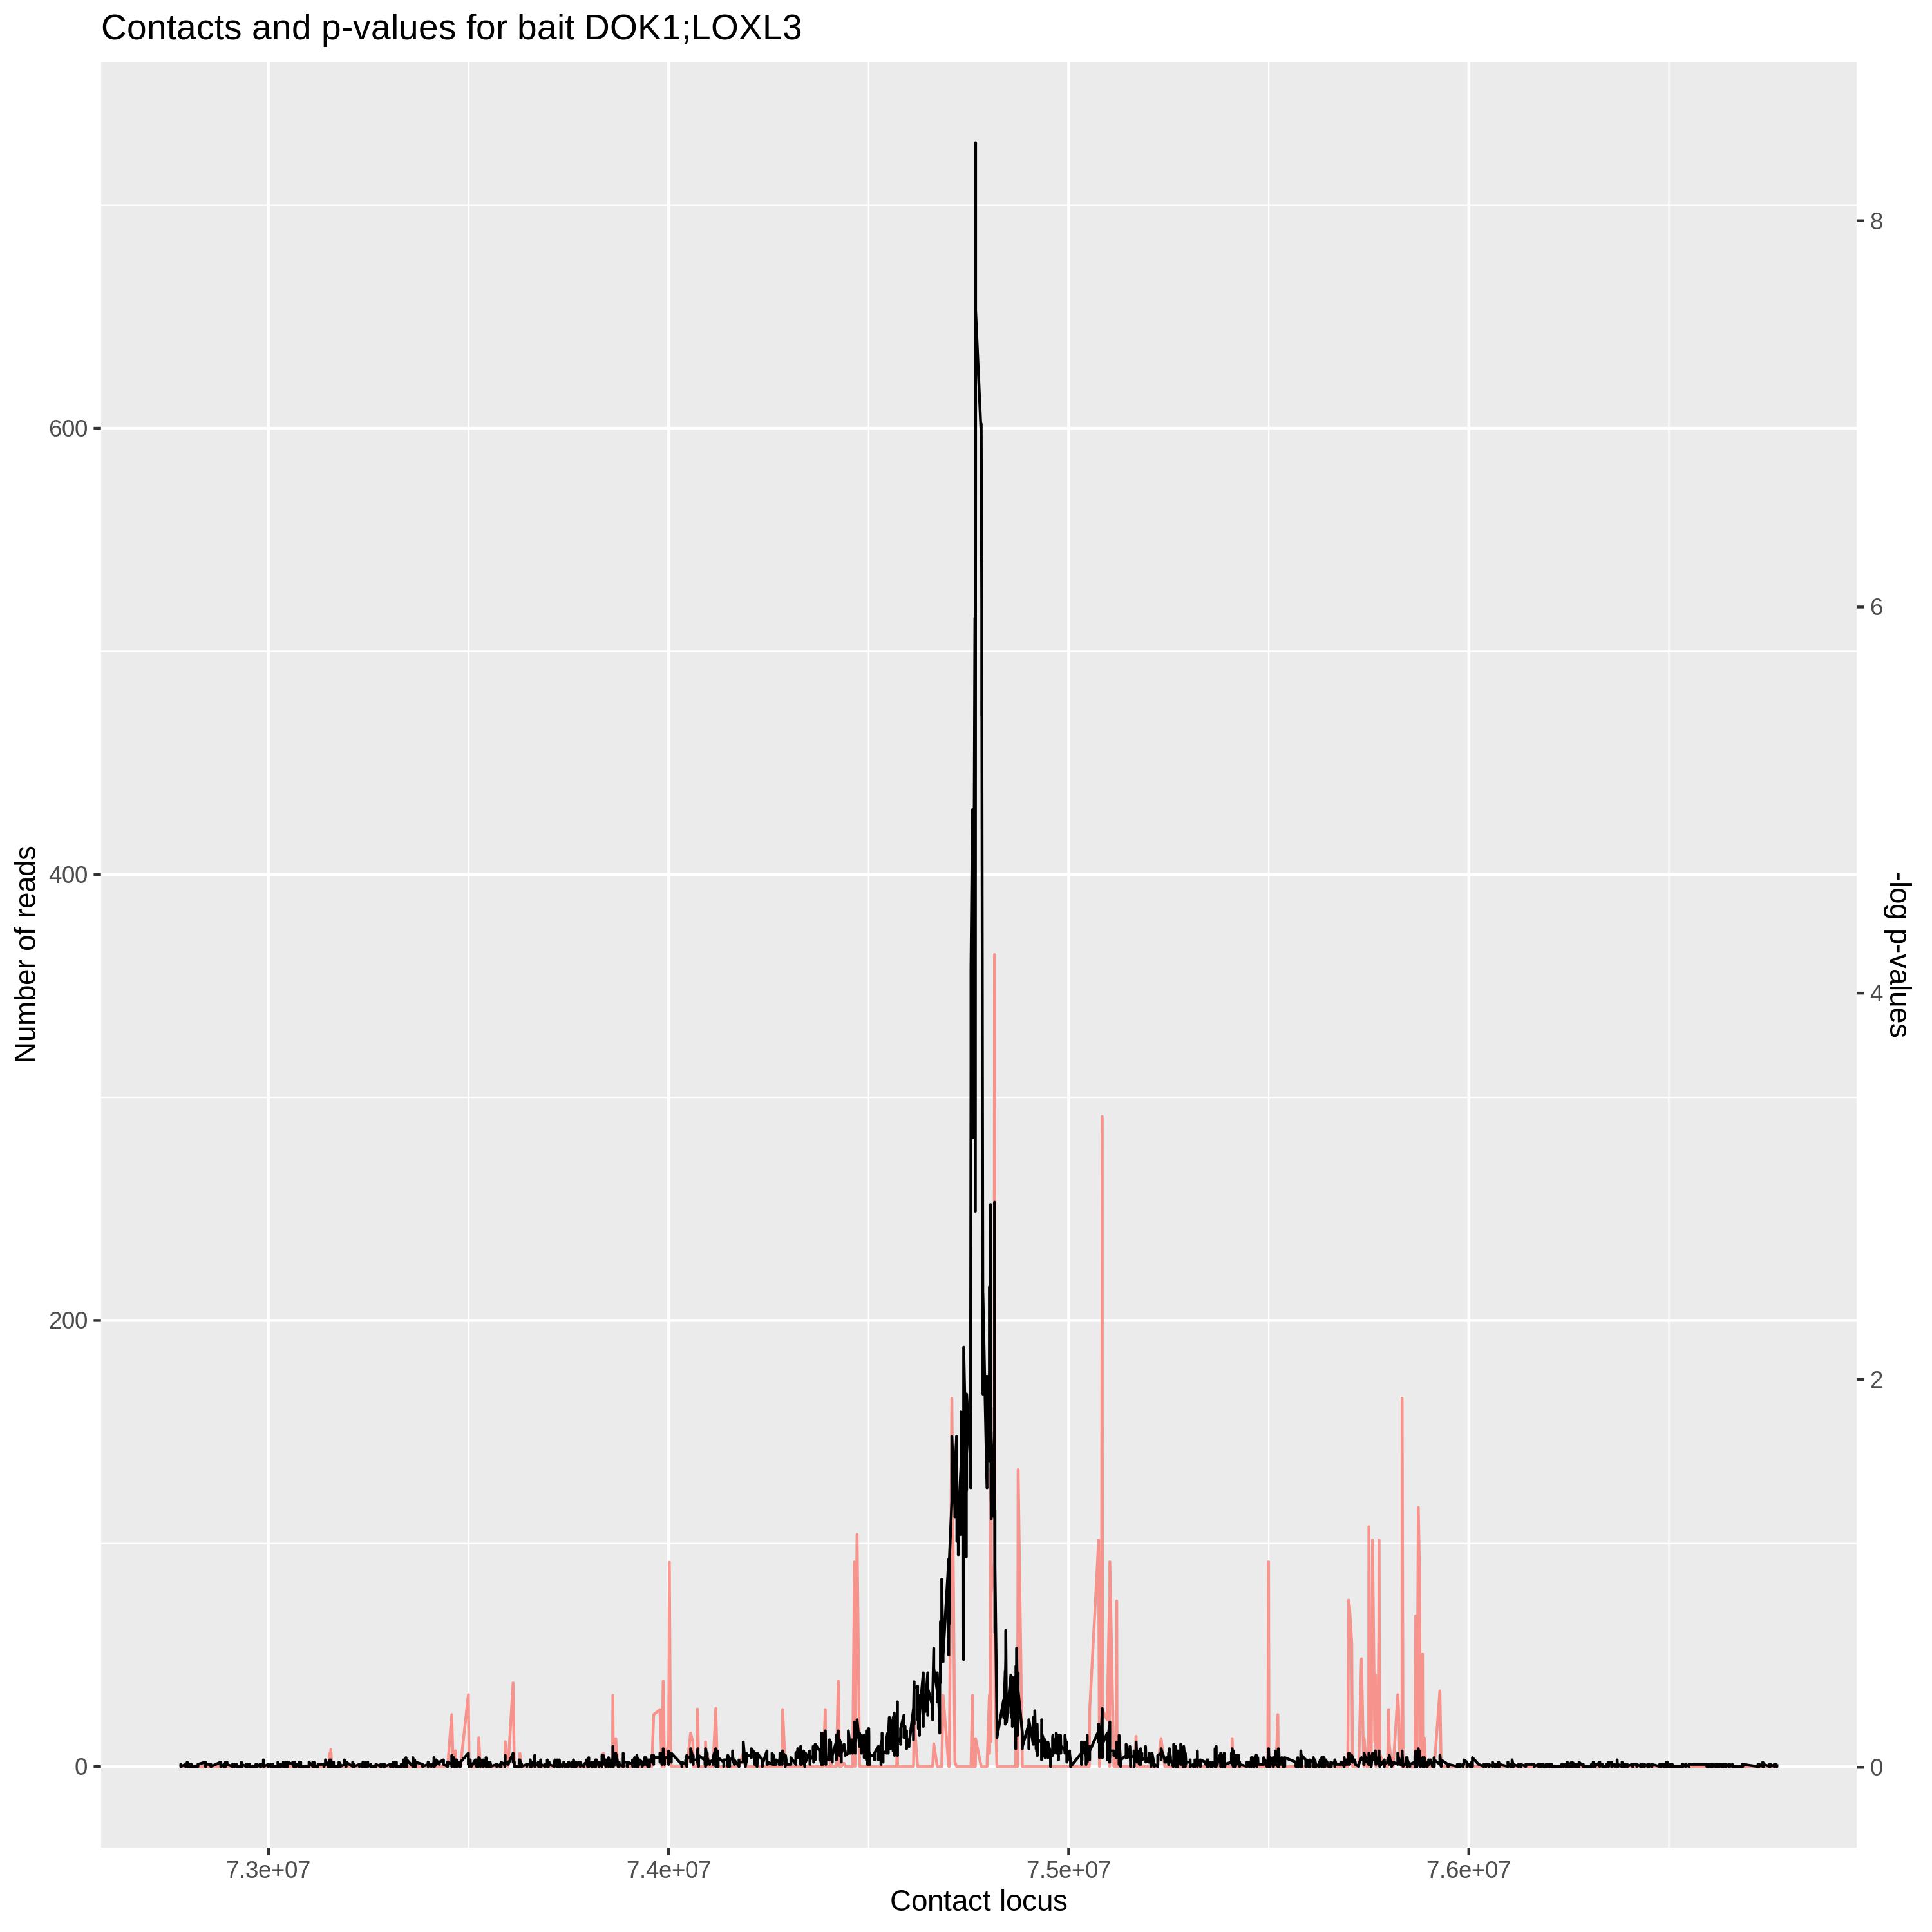 Contacts and p-values for bait DOK1;LOXL3
Number of reads
600
400
200
0
8
6
4
2
0
-log p-values
7.3e+07
7.4e+07
7.5e+07
7.6e+07
Contact locus